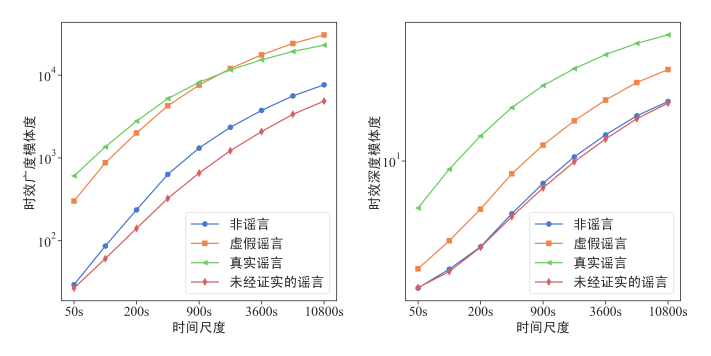 时效广度模体度
10^4
10^3
10^2
非谣言
虚假谣言
真实谣言
未经证实的谣言
50s 200s 900s 3600s 10800s
时间尺度
时效深度模体度
10^1
非谣言
虚假谣言
真实谣言
未经证实的谣言
50s 200s 900s 3600s 10800s
时间尺度